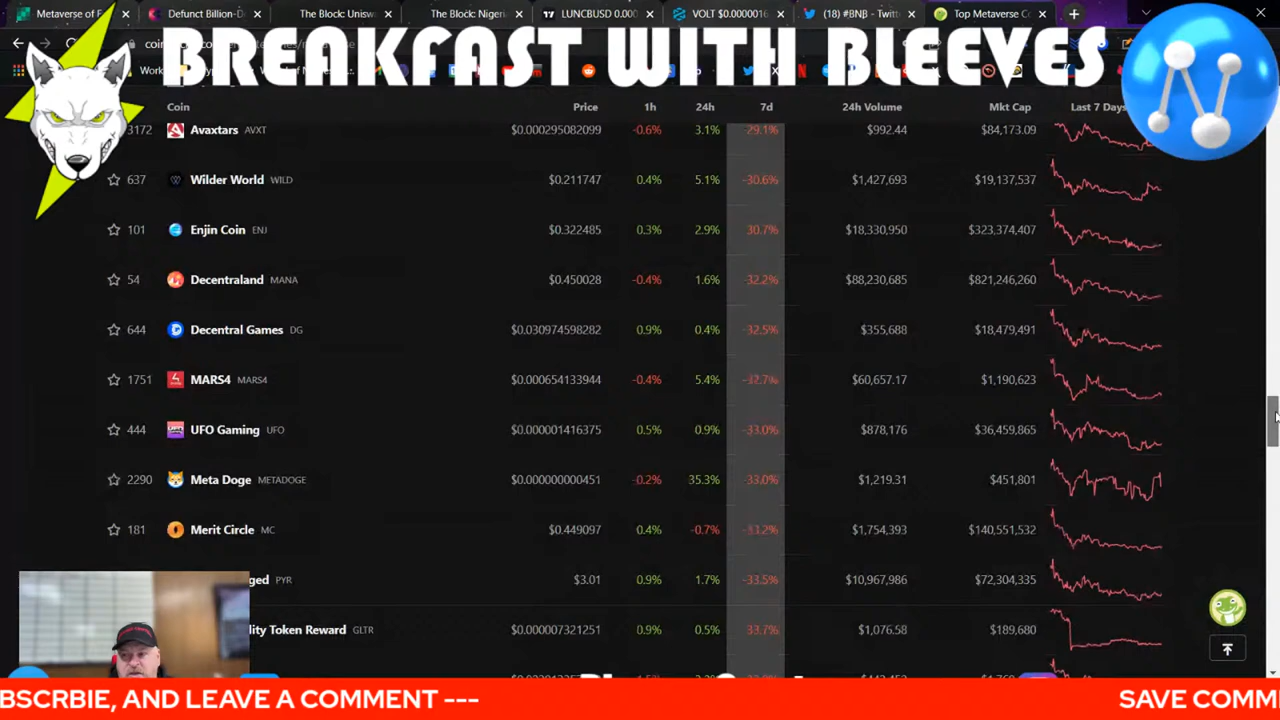 Metaverse of E
Defunct Billion-D
The Block: Unisw
The Block: Nigeri
LUNCBUSD 0.000
VOLT $0.0000016
(18) #BNB - Twitt
Top Metaverse Co
BREAKFAST WITH BLEEVES
Coin Price 1h 24h 7d 24h Volume Mkt Cap Last 7 Days
3172 Avaxtars AVXT $0.000295082099 -0.6% 3.1% -29.1% $992.44 $84,173.09
637 Wilder World WILD $0.211747 0.4% 5.1% -30.6% $1,427,693 $19,137,537
101 Enjin Coin ENJ $0.322485 0.3% 2.9% 30.7% $18,330,950 $323,374,407
54 Decentraland MANA $0.450028 -0.4% 1.6% -32.2% $88,230,685 $821,246,260
644 Decentral Games DG $0.030974598282 0.9% 0.4% -32.5% $355,688 $18,479,491
1751 MARS4 MARS4 $0.000654133944 -0.4% 5.4% -32.7% $60,657.17 $1,190,623
444 UFO Gaming UFO $0.000001416375 0.5% 0.9% -33.0% $878,176 $36,459,865
2290 Meta Doge METADOGE $0.000000000451 -0.2% 35.3% -33.0% $1,219.31 $451,801
181 Merit Circle MC $0.449097 0.4% -0.7% -33.2% $1,754,393 $140,551,532
ged PYR $3.01 0.9% 1.7% -33.5% $10,967,986 $72,304,335
lity Token Reward GLTR $0.000007321251 0.9% 0.5% 33.7% $1,076.58 $189,680
BSCRBIE, AND LEAVE A COMMENT --- SAVE COMM